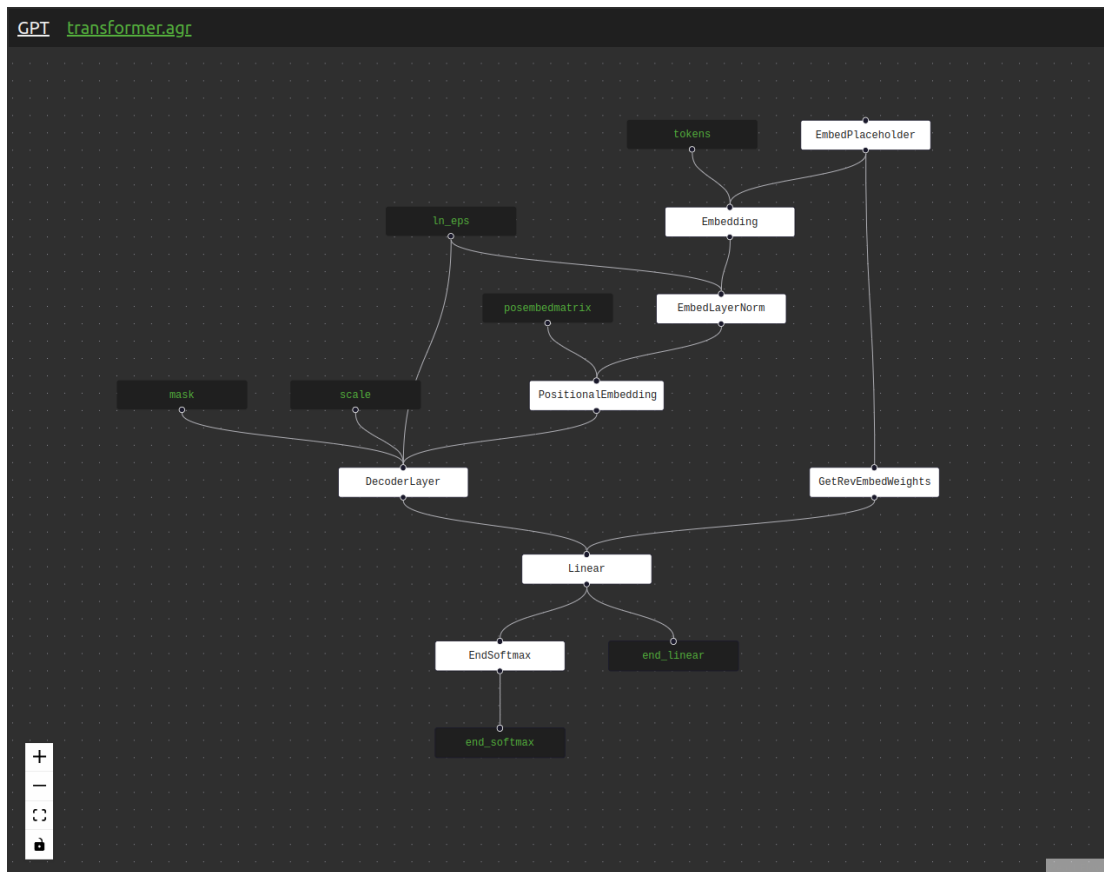 GPT transformer.agr
tokens EmbedPlaceholder
ln_eps Embedding
posembedmatrix EmbedLayerNorm
mask scale PositionalEmbedding
DecoderLayer GetRevEmbedWeights
Linear
EndSoftmax end_linear
end_softmax